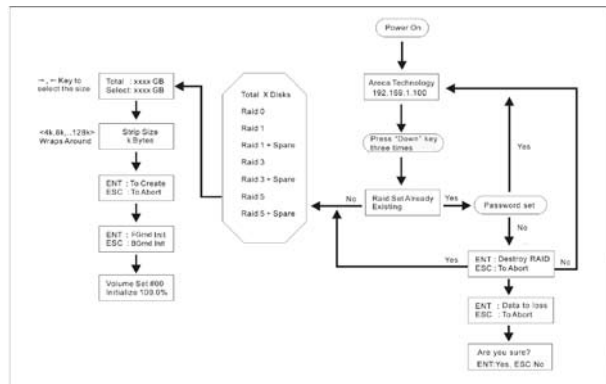 Power On
Areca Technology
192.159.1.100
Press "Down" key
three times
Raid Set Already
Existing
No
Yes
Password set
Yes
No
ENT : Destroy RAID
ESC : To Abort
Yes
No
ENT : Data to loss
ESC : To Abort
Are you sure?
ENT:Yes, ESC No
Total X Disks
Raid 0
Raid 1
Raid 1 + Spare
Raid 3
Raid 3 + Spare
Raid 5
Raid 5 + Spare
→, ← Key to
select the size
Total : xxxx GB
Select: xxxx GB
<4k,8k,..128k>
Wraps Around
Strip Size
k Bytes
ENT : To Create
ESC : To Abort
ENT : FGrnd Init
ESC : BGrnd Init
Volume Set #00
Initialize 100.0%